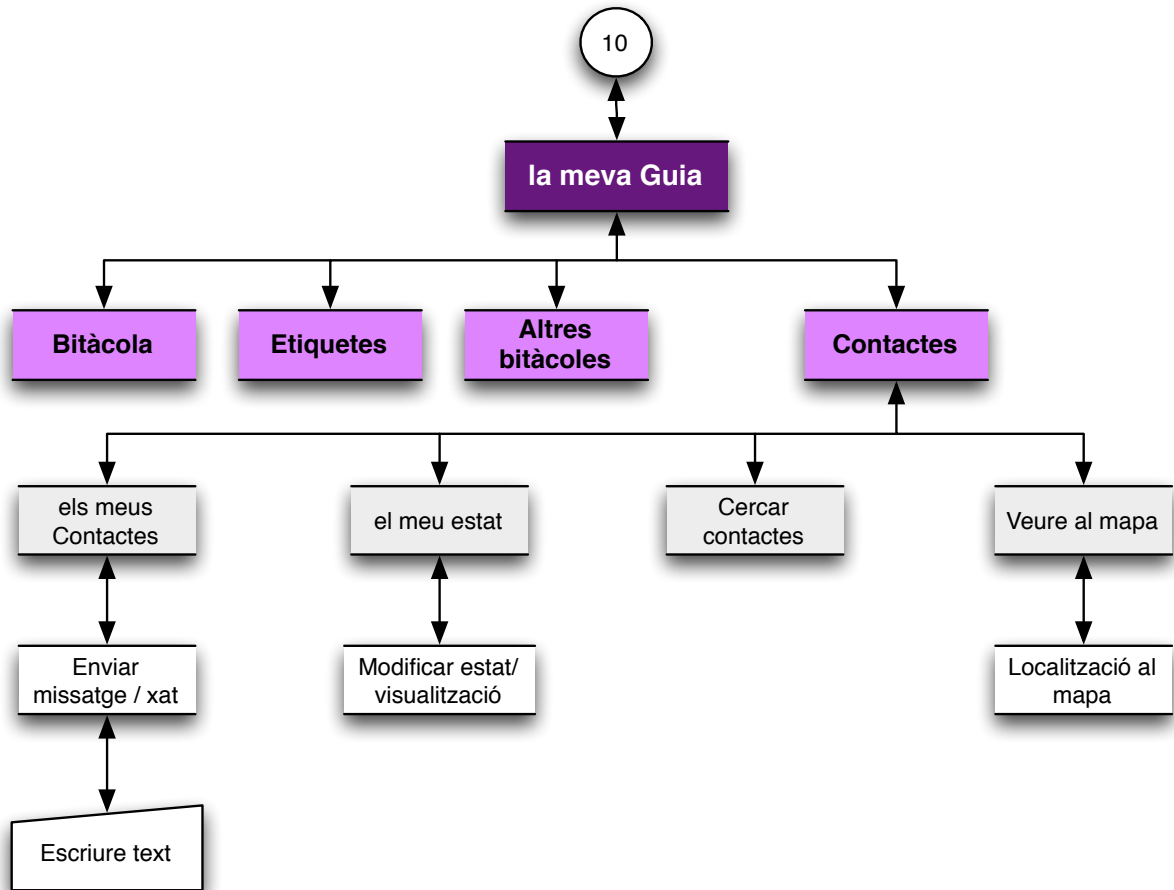 10
la meva Guia
Bitàcola
Etiquetes
Altres
bitàcoles
Contactes
els meus
Contactes
el meu estat
Cercar
contactes
Veure al mapa
Enviar
missatge / xat
Modificar estat/
visualització
Localització al
mapa
Escriure text